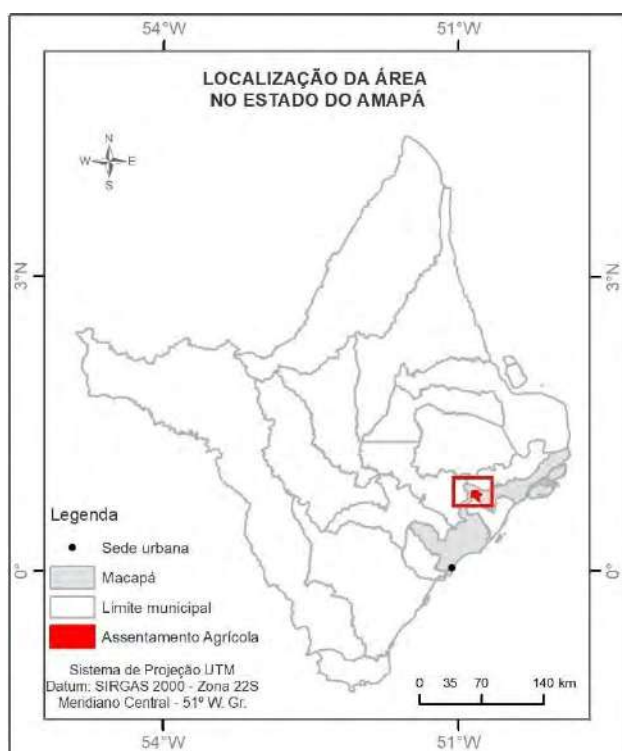 54°W
51°W
LOCALIZAÇÃO DA ÁREA
NO ESTADO DO AMAPÁ
N
W
E
S
3°N
3°N
Legenda
Sede urbana
Macapá
Limite municipal
Assentamento Agrícola
0°
0°
Sistema de Projeção UTM
Datum: SIRGAS 2000 - Zona 22S
Meridiano Central - 51º W. Gr.
0 35 70 140 km
54°W
51°W